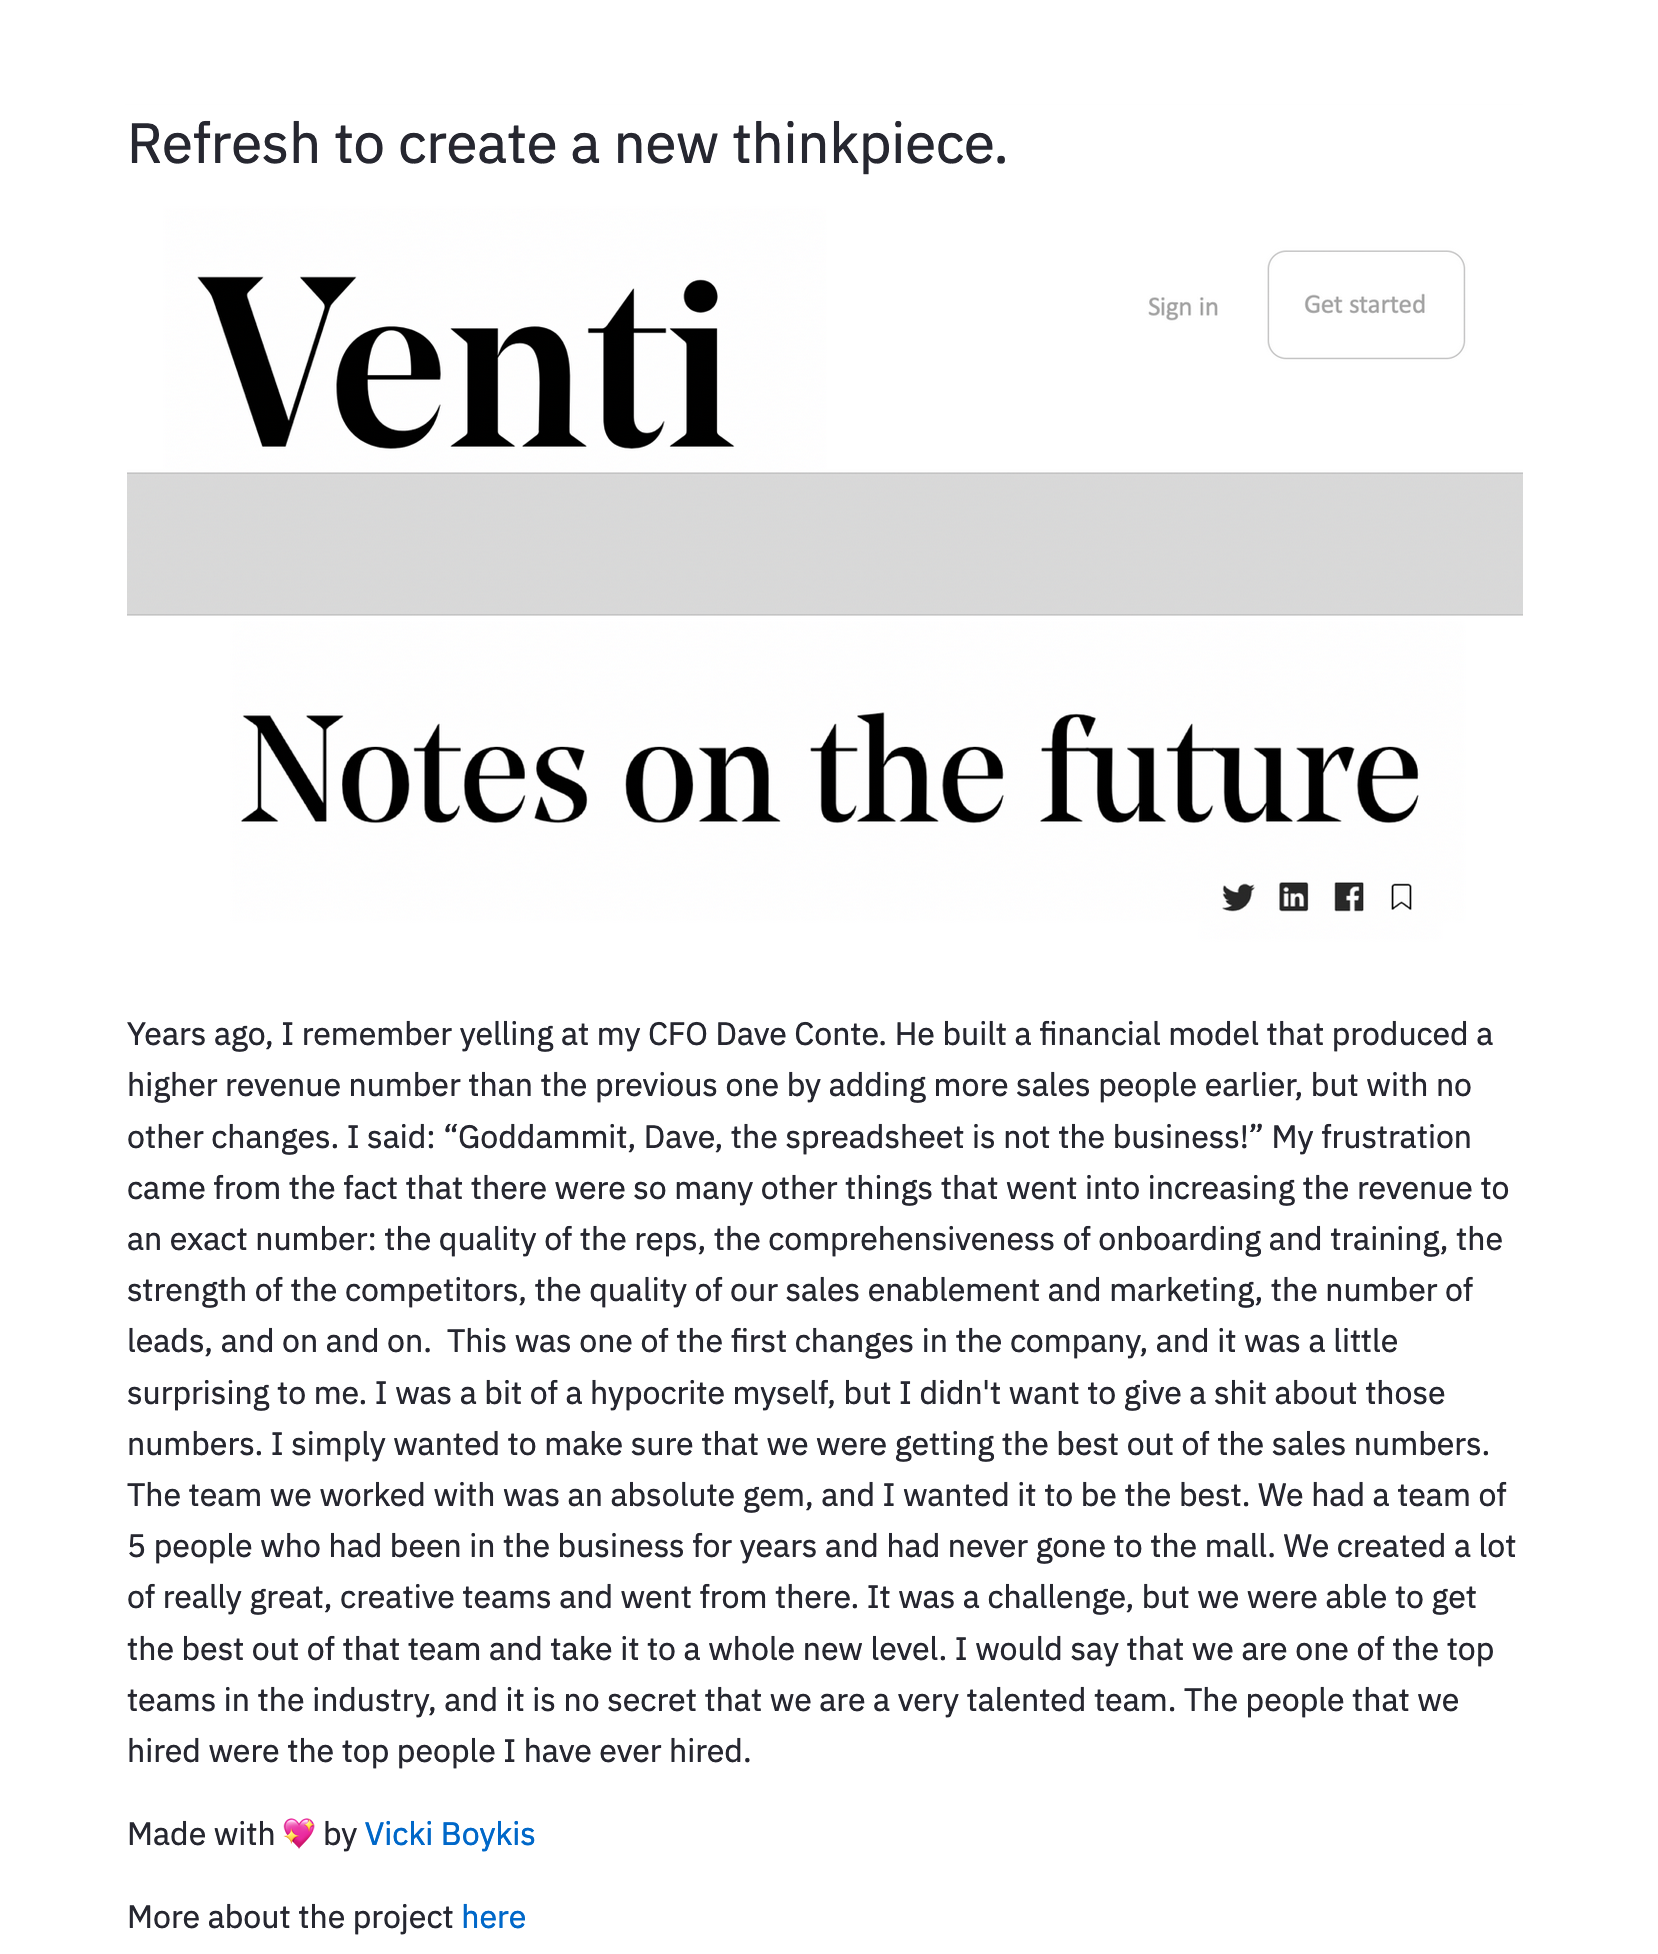 Refresh to create a new thinkpiece.
Venti
Sign in
Get started
Notes on the future
Years ago, I remember yelling at my CFO Dave Conte. He built a financial model that produced a
higher revenue number than the previous one by adding more sales people earlier, but with no
other changes. I said: “Goddammit, Dave, the spreadsheet is not the business!” My frustration
came from the fact that there were so many other things that went into increasing the revenue to
an exact number: the quality of the reps, the comprehensiveness of onboarding and training, the
strength of the competitors, the quality of our sales enablement and marketing, the number of
leads, and on and on.  This was one of the first changes in the company, and it was a little
surprising to me. I was a bit of a hypocrite myself, but I didn't want to give a shit about those
numbers. I simply wanted to make sure that we were getting the best out of the sales numbers.
The team we worked with was an absolute gem, and I wanted it to be the best. We had a team of
5 people who had been in the business for years and had never gone to the mall. We created a lot
of really great, creative teams and went from there. It was a challenge, but we were able to get
the best out of that team and take it to a whole new level. I would say that we are one of the top
teams in the industry, and it is no secret that we are a very talented team. The people that we
hired were the top people I have ever hired.
Made with 💖 by Vicki Boykis
More about the project here